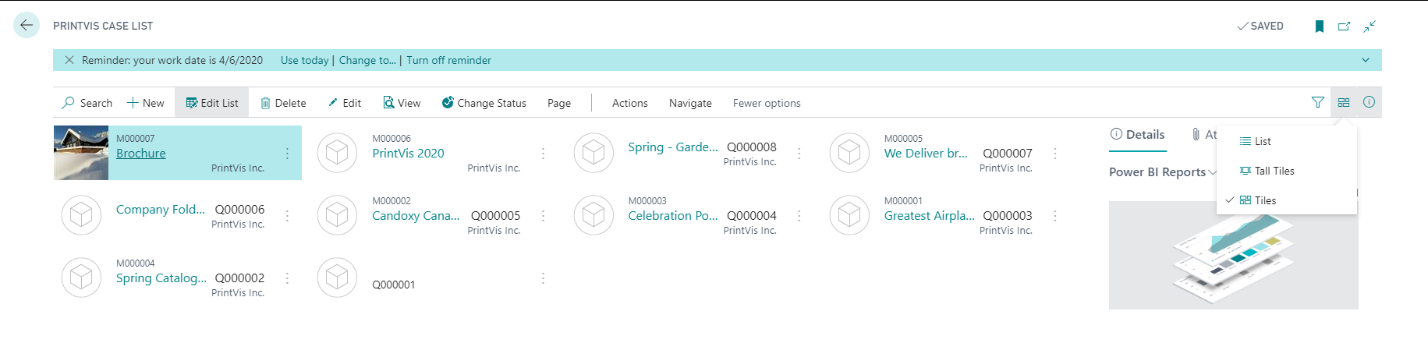 PRINTVIS CASE LIST
SAVED
Reminder: your work date is 4/6/2020 Use today | Change to... | Turn off reminder
Search New Edit List Delete Edit View Change Status Page Actions Navigate Fewer options
M000007
Brochure
PrintVis Inc.
M000006
PrintVis 2020
PrintVis Inc.
Spring - Garde... Q000008
PrintVis Inc.
M000005
We Deliver br... Q000007
PrintVis Inc.
Company Fold... Q000006
PrintVis Inc.
M000002
Candoxy Cana... Q000005
PrintVis Inc.
M000003
Celebration Po... Q000004
PrintVis Inc.
M000001
Greatest Airpla... Q000003
PrintVis Inc.
M000004
Spring Catalog... Q000002
PrintVis Inc.
Q000001
Details
Power BI Reports
List
Tall Tiles
Tiles